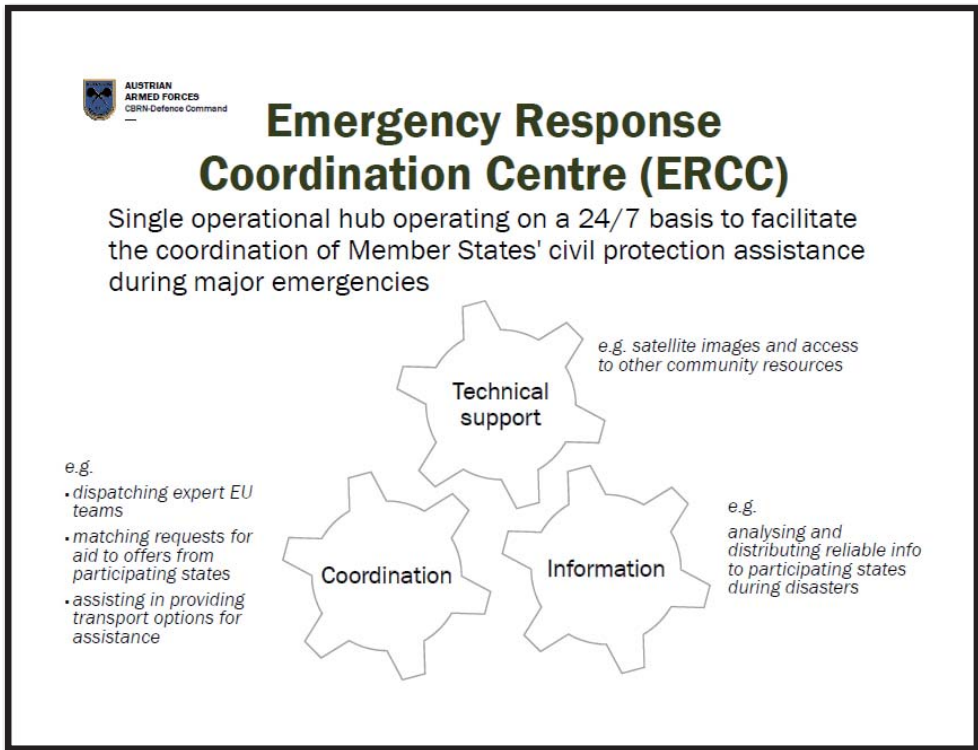 AUSTRIAN
ARMED FORCES
CBRN-Defence Command
Emergency Response
Coordination Centre (ERCC)
Single operational hub operating on a 24/7 basis to facilitate
the coordination of Member States' civil protection assistance
during major emergencies
e.g. satellite images and access
to other community resources
Technical
support
e.g.
▪ dispatching expert EU
teams
▪ matching requests for
aid to offers from
participating states
▪ assisting in providing
transport options for
assistance
Coordination
Information
e.g.
analysing and
distributing reliable info
to participating states
during disasters